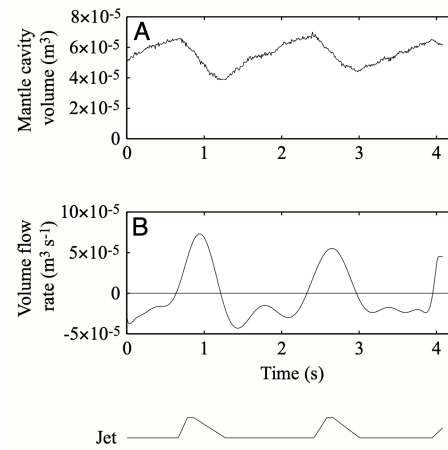 A
Mantle cavity
volume (m³)
8×10⁻⁵
6×10⁻⁵
4×10⁻⁵
2×10⁻⁵
0
0 1 2 3 4
B
Volume flow
rate (m³ s⁻¹)
10×10⁻⁵
5×10⁻⁵
0
-5×10⁻⁵
0 1 2 3 4
Time (s)
Jet